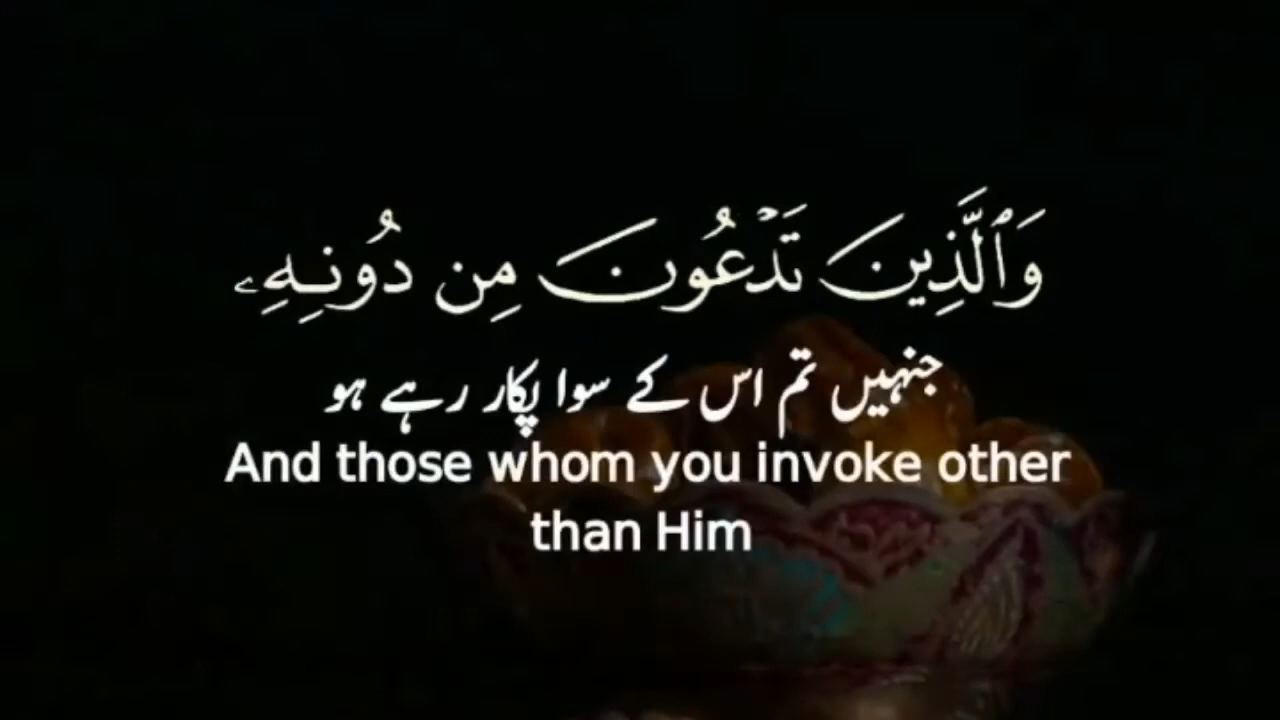 وَٱلَّذِينَ تَدۡعُونَ مِن دُونِهِۦ
جنہیں تم اس کے سوا پکار رہے ہو
And those whom you invoke other
than Him